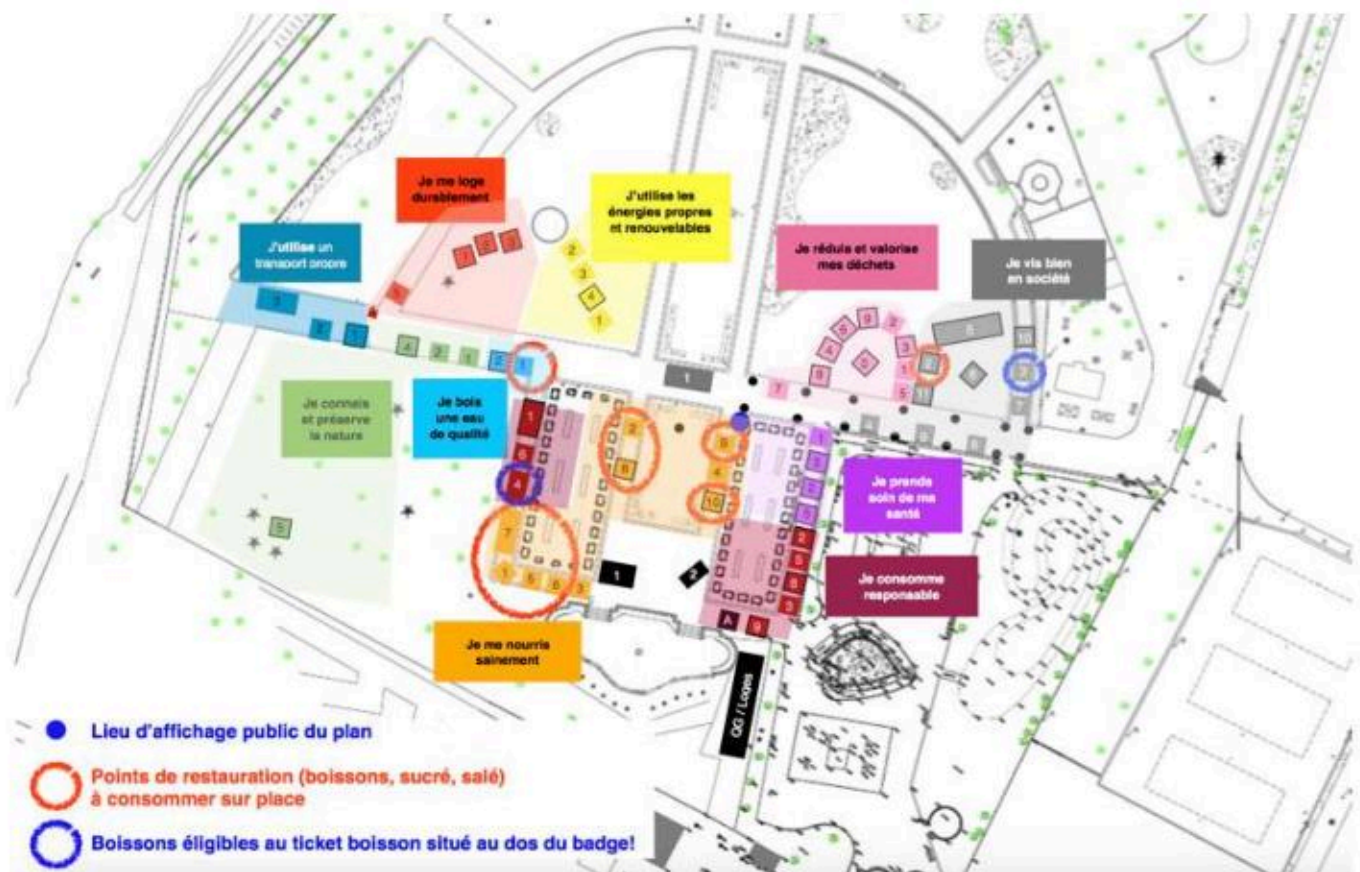 Je me loge
durablement
J'utilise les
énergies propres
et renouvelables
J'utilise un
transport propre
Je réduis et valorise
mes déchets
Je vis bien
en société
Je connais
et préserve
la nature
Je bois
une eau
de qualité
Je prends
soin de ma
santé
Je consomme
responsable
Je me nourris
sainement
QG / Loges
Lieu d'affichage public du plan
Points de restauration (boissons, sucré, salé)
à consommer sur place
Boissons éligibles au ticket boisson situé au dos du badge!